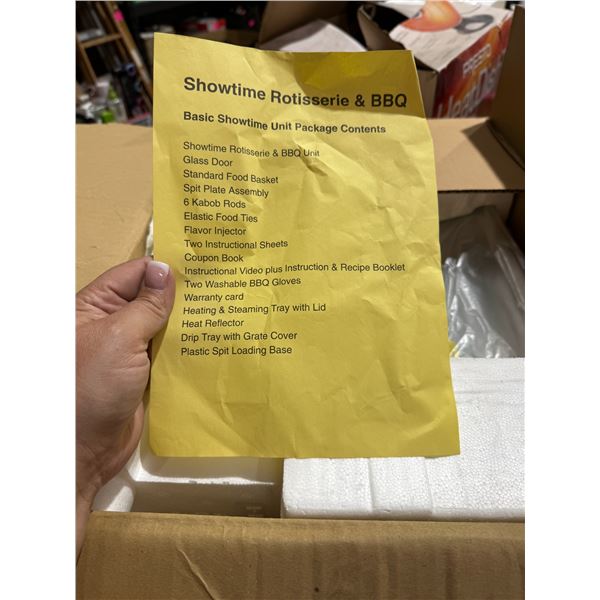 PRESTO
HeatDish
Showtime Rotisserie & BBQ
Basic Showtime Unit Package Contents
Showtime Rotisserie & BBQ Unit
Glass Door
Standard Food Basket
Spit Plate Assembly
6 Kabob Rods
Elastic Food Ties
Flavor Injector
Two Instructional Sheets
Coupon Book
Instructional Video plus Instruction & Recipe Booklet
Two Washable BBQ Gloves
Warranty card
Heating & Steaming Tray with Lid
Heat Reflector
Drip Tray with Grate Cover
Plastic Spit Loading Base